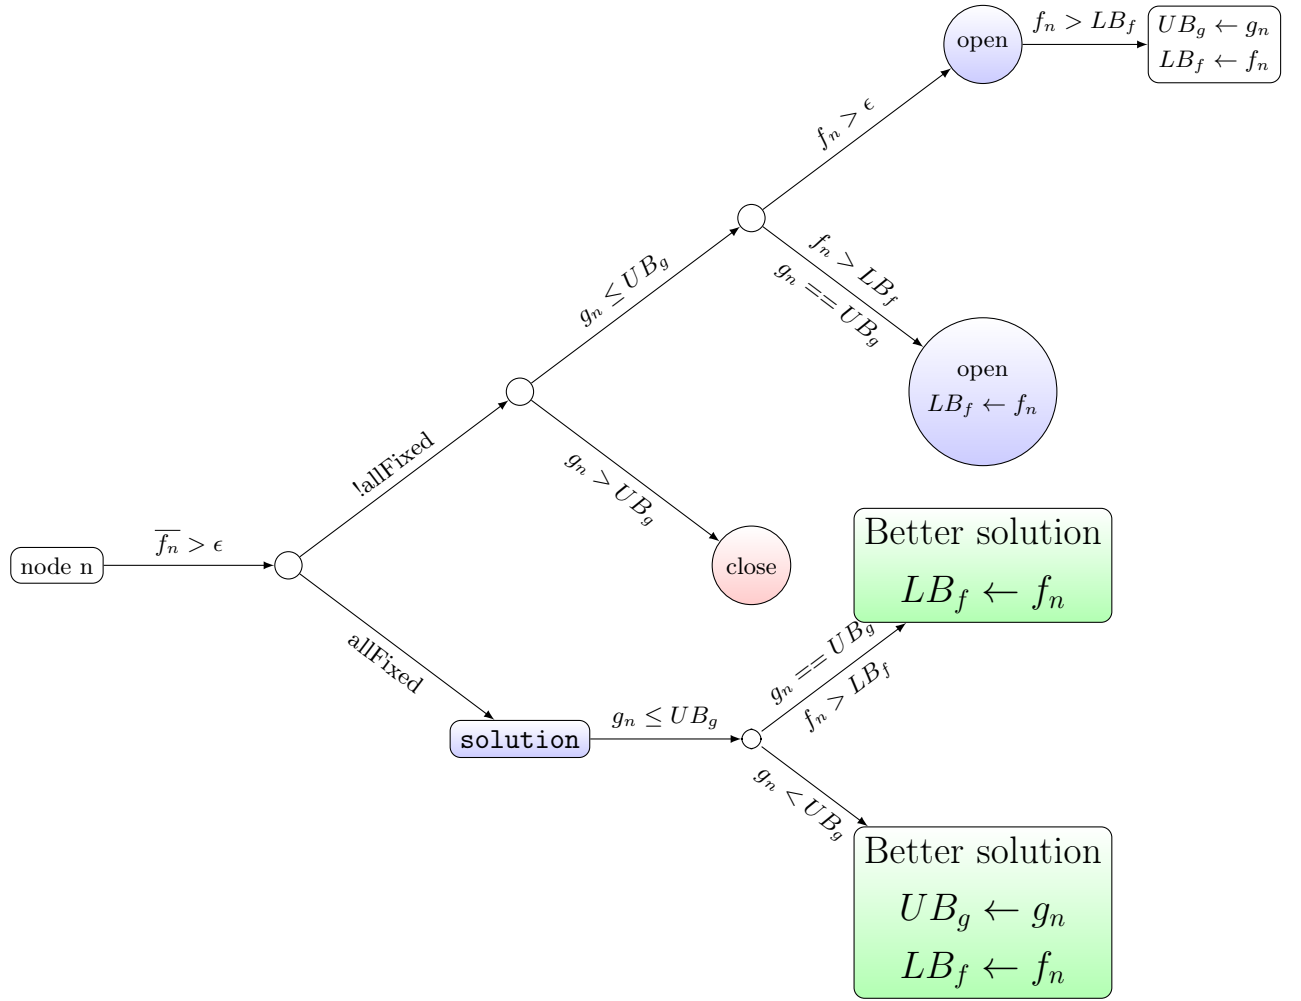 open
f_n > LB_f
UB_g ← g_n
LB_f ← f_n
f_n > ϵ
f_n > LB_f
g_n == UB_g
g_n ≤ UB_g
open
LB_f ← f_n
!allFixed
g_n > UB_g
node n
\overline{f_n} > ϵ
close
Better solution
LB_f ← f_n
allFixed
g_n == UB_g
f_n > LB_f
solution
g_n ≤ UB_g
g_n < UB_g
Better solution
UB_g ← g_n
LB_f ← f_n